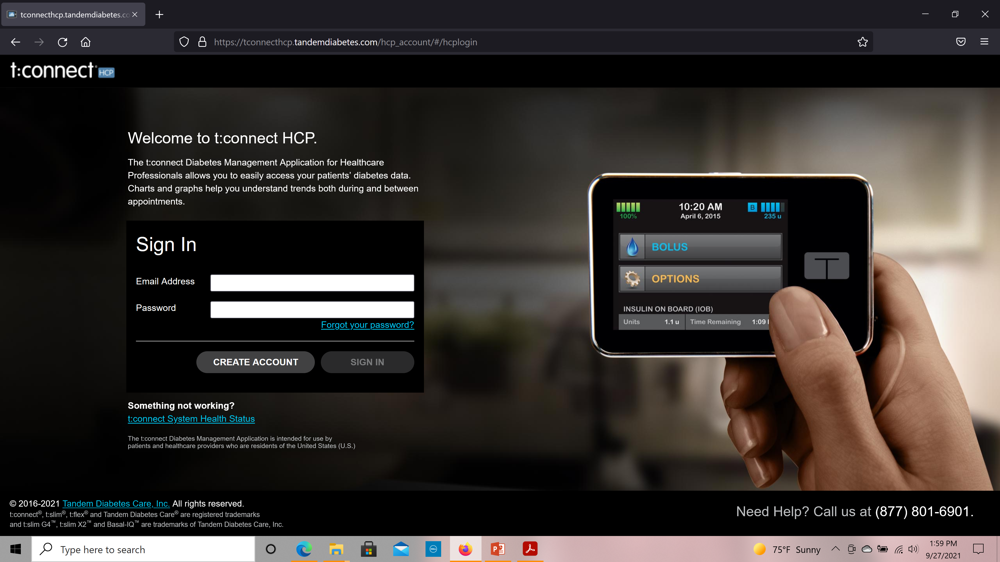 tconnecthcp.tandemdiabetes.co
https://tconnecthcp.tandemdiabetes.com/hcp_account/#/hcplogin
t:connect® HCP
Welcome to t:connect HCP.
The t:connect Diabetes Management Application for Healthcare
Professionals allows you to easily access your patients’ diabetes data.
Charts and graphs help you understand trends both during and between
appointments.
Sign In
Email Address
Password
Forgot your password?
CREATE ACCOUNT
SIGN IN
Something not working?
t:connect System Health Status
The t:connect Diabetes Management Application is intended for use by
patients and healthcare providers who are residents of the United States (U.S.)
10:20 AM
April 6, 2015
100%
B
235 u
BOLUS
OPTIONS
INSULIN ON BOARD (IOB)
Units 1.1 u Time Remaining 1:09
T
© 2016-2021 Tandem Diabetes Care, Inc. All rights reserved.
t:connect®, t:slim®, t:flex® and Tandem Diabetes Care® are registered trademarks
and t:slim G4™, t:slim X2™ and Basal-IQ™ are trademarks of Tandem Diabetes Care, Inc.
Need Help? Call us at (877) 801-6901.
Type here to search
DELL
P
75°F Sunny
1:59 PM
9/27/2021